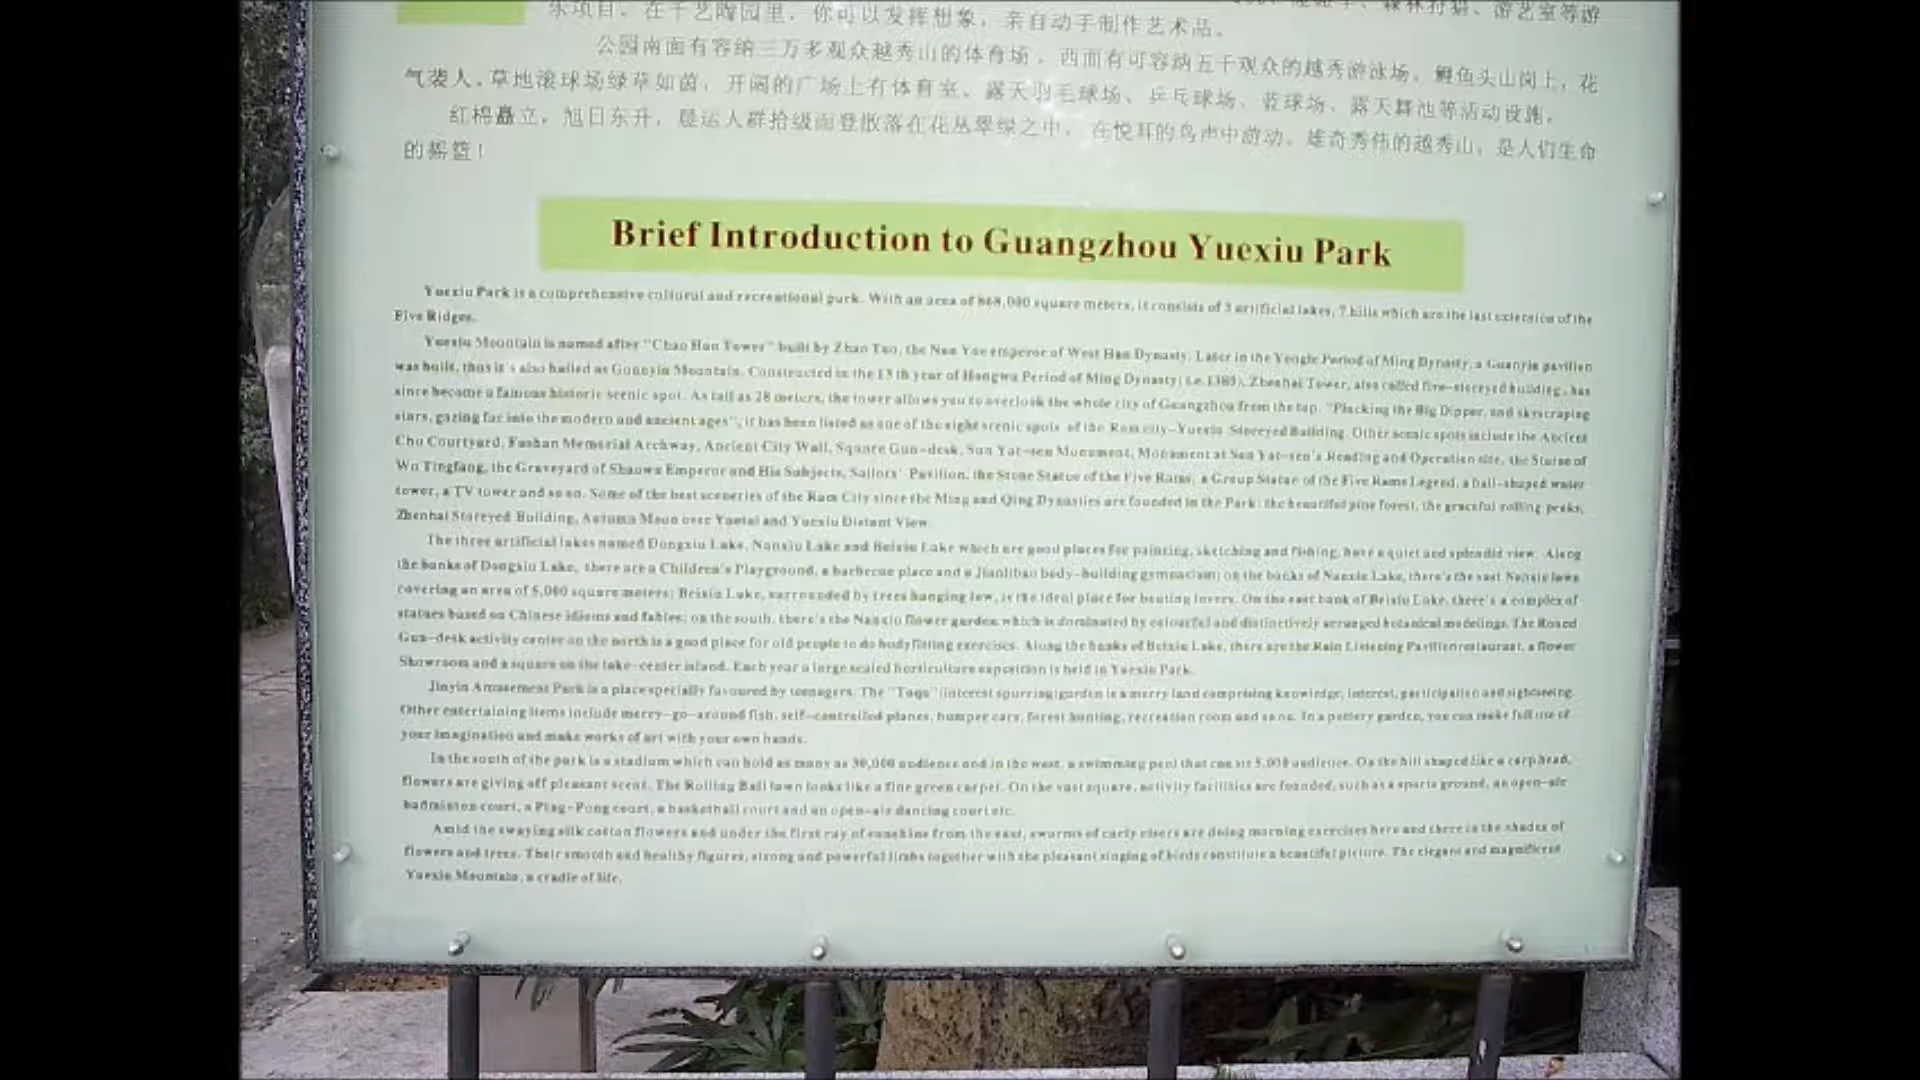 乐项目。在手艺陶园里，你可以发挥想象，亲自动手制作艺术品。
公园南面有容纳三万多观众越秀山的体育场，西面有可容纳五千观众的越秀游泳场。鲤鱼头山岗上，花
气袭人。草地滚球场绿草如茵，开阔的广场上有体育室、露天羽毛球场、乒乓球场、篮球场、露天舞池等活动设施。
红棉矗立，旭日东升，晨运人群拾级而登散落在花丛翠绿之中，在悦耳的鸟声中游动。雄奇秀伟的越秀山，是人们生命
的摇篮！
Brief Introduction to Guangzhou Yuexiu Park
Yuexiu Park is a comprehensive cultural and recreational park. With an area of 868,000 square meters, it consists of 3 artificial lakes, 7 hills which are the last extension of the
Five Ridges.
Yuexiu Mountain is named after "Chao Han Tower" built by Zhao Tuo, the Nan Yue emperor of West Han Dynasty. Later in the Yongle Period of Ming Dynasty, a Guanyin pavilion
was built, thus it's also hailed as Guanyin Mountain. Constructed in the 13th year of Hongwu Period of Ming Dynasty( i.e.1380), Zhenhai Tower, also called five-storeyed building, has
since become a famous historic scenic spot. As tall as 28 meters, the tower allows you to overlook the whole city of Guangzhou from the top. "Plucking the Big Dipper, and skyscraping
stars, gazing far into the modern and ancient ages", it has been listed as one of the eight scenic spots of the Ram city-Yuexiu Storeyed Building. Other scenic spots include the Ancient
Chu Courtyard, Foshan Memorial Archway, Ancient City Wall, Square Gun-desk, Sun Yat-sen Monument, Monument at Sun Yat-sen's Reading and Operation site, the Statue of
Wu Tingfang, the Graveyard of Shaowu Emperor and His Subjects, Sailors' Pavilion, the Stone Statue of the Five Rams, a Group Statue of the Five Rams Legend, a ball-shaped water
tower, a TV tower and so on. Some of the best sceneries of the Ram City since the Ming and Qing Dynasties are founded in the Park: the beautiful pine forest, the graceful rolling peaks,
Zhenhai Storeyed Building, Autumn Moon over Yuetai and Yuexiu Distant View.
The three artificial lakes named Dongxiu Lake, Nanxiu Lake and Beixiu Lake which are good places for painting, sketching and fishing, have a quiet and splendid view. Along
the banks of Dongxiu Lake, there are a Children's Playground, a barbecue place and a Jianlibao body-building gymnasium; on the banks of Nanxiu Lake, there's the vast Nanxiu lawn
covering an area of 5,000 square meters; Beixiu Lake, surrounded by trees hanging low, is the ideal place for boating lovers. On the east bank of Beixiu Lake, there's a complex of
statues based on Chinese idioms and fables; on the south, there's the Nanxiu flower garden which is dominated by colourful and distinctively arranged botanical modelings. The Round
Gun-desk activity center on the north is a good place for old people to do bodyfitting exercises. Along the banks of Beixiu Lake, there are the Rain Listening Pavilion restaurant, a flower
Showroom and a square on the lake-center island. Each year a large scaled horticulture exposition is held in Yuexiu Park.
Jinyin Amusement Park is a place specially favoured by teenagers. The "Toqu" (interest spurring) garden is a merry land comprising knowledge, interest, participation and sightseeing.
Other entertaining items include merry-go-around fish, self-controlled planes, bumper cars, forest hunting, recreation room and so on. In a pottery garden, you can make full use of
your imagination and make works of art with your own hands.
In the south of the park is a stadium which can hold as many as 30,000 audience and in the west, a swimming pool that can sit 5,000 audience. On the hill shaped like a carp head,
flowers are giving off pleasant scent. The Rolling Ball lawn looks like a fine green carpet. On the vast square, activity facilities are founded, such as a sports ground, an open-air
badminton court, a Ping-Pong court, a basketball court and an open-air dancing court etc.
Amid the swaying silk cotton flowers and under the first ray of sunshine from the east, swarms of early risers are doing morning exercises here and there in the shades of
flowers and trees. Their smooth and healthy figures, strong and powerful limbs together with the pleasant singing of birds constitute a beautiful picture. The elegant and magnificent
Yuexiu Mountain, a cradle of life.